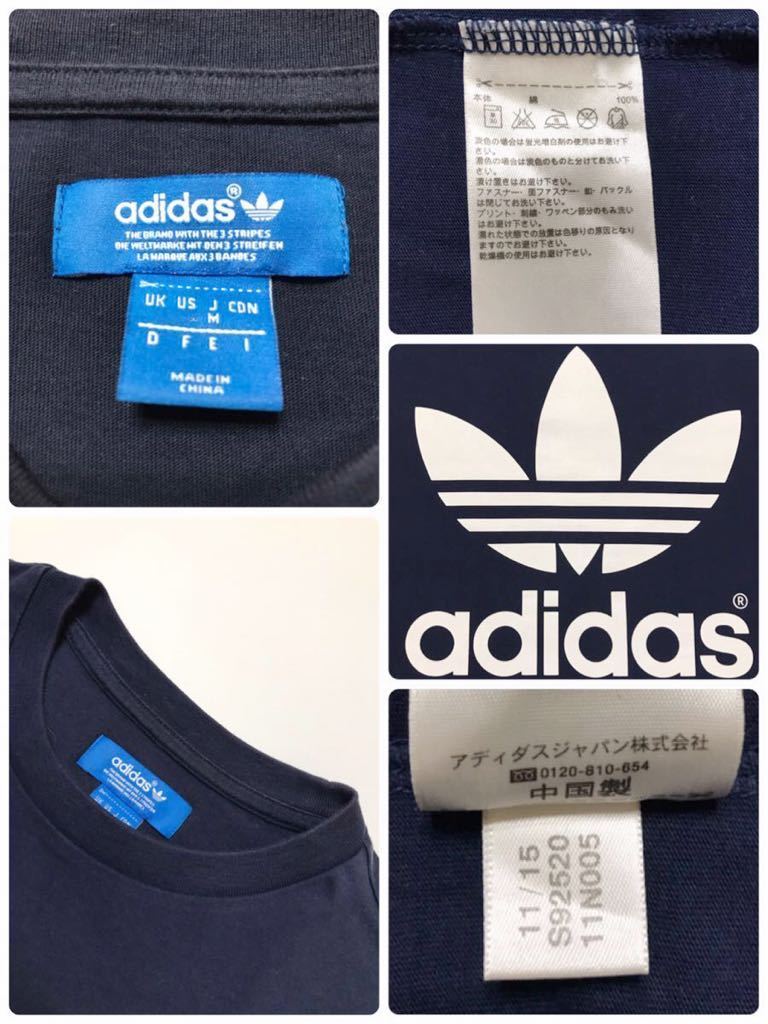 adidas®
THE BRAND WITH THE 3 STRIPES
DIE WELTMARKE MIT DEN 3 STREIFEN
LA MARQUE AUX 3 BANDES
UK US J CDN
M
D F E I
MADE IN
CHINA
本体 綿 100%
淡色の場合は蛍光増白剤の使用はお避け下さい。
濃色の場合は淡色のものと分けてお洗い下さい。
漬け置きはお避け下さい。
ファスナー・面ファスナー・釦・バックルは閉じてお洗い下さい。
プリント・刺繍・ワッペン部分のもみ洗いはお避け下さい。
濡れた状態での放置は色移りの原因となりますのでお避け下さい。
乾燥機の使用はお避け下さい。
adidas®
adidas
UK US J CDN
アディダスジャパン株式会社
0120-810-654
中国製
11/15
S92520
11N005